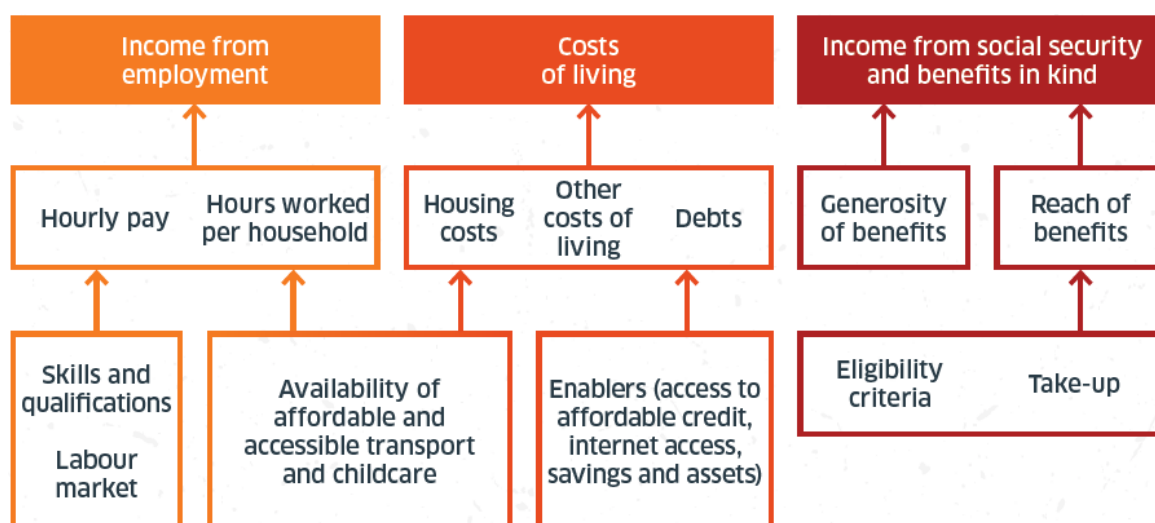 Income from
employment
Costs
of living
Income from social security
and benefits in kind
Hourly pay
Hours worked
per household
Housing
costs
Other
costs of
living
Debts
Generosity
of benefits
Reach of
benefits
Skills and
qualifications
Labour
market
Availability of
affordable and
accessible transport
and childcare
Enablers (access to
affordable credit,
internet access,
savings and assets)
Eligibility
criteria
Take-up